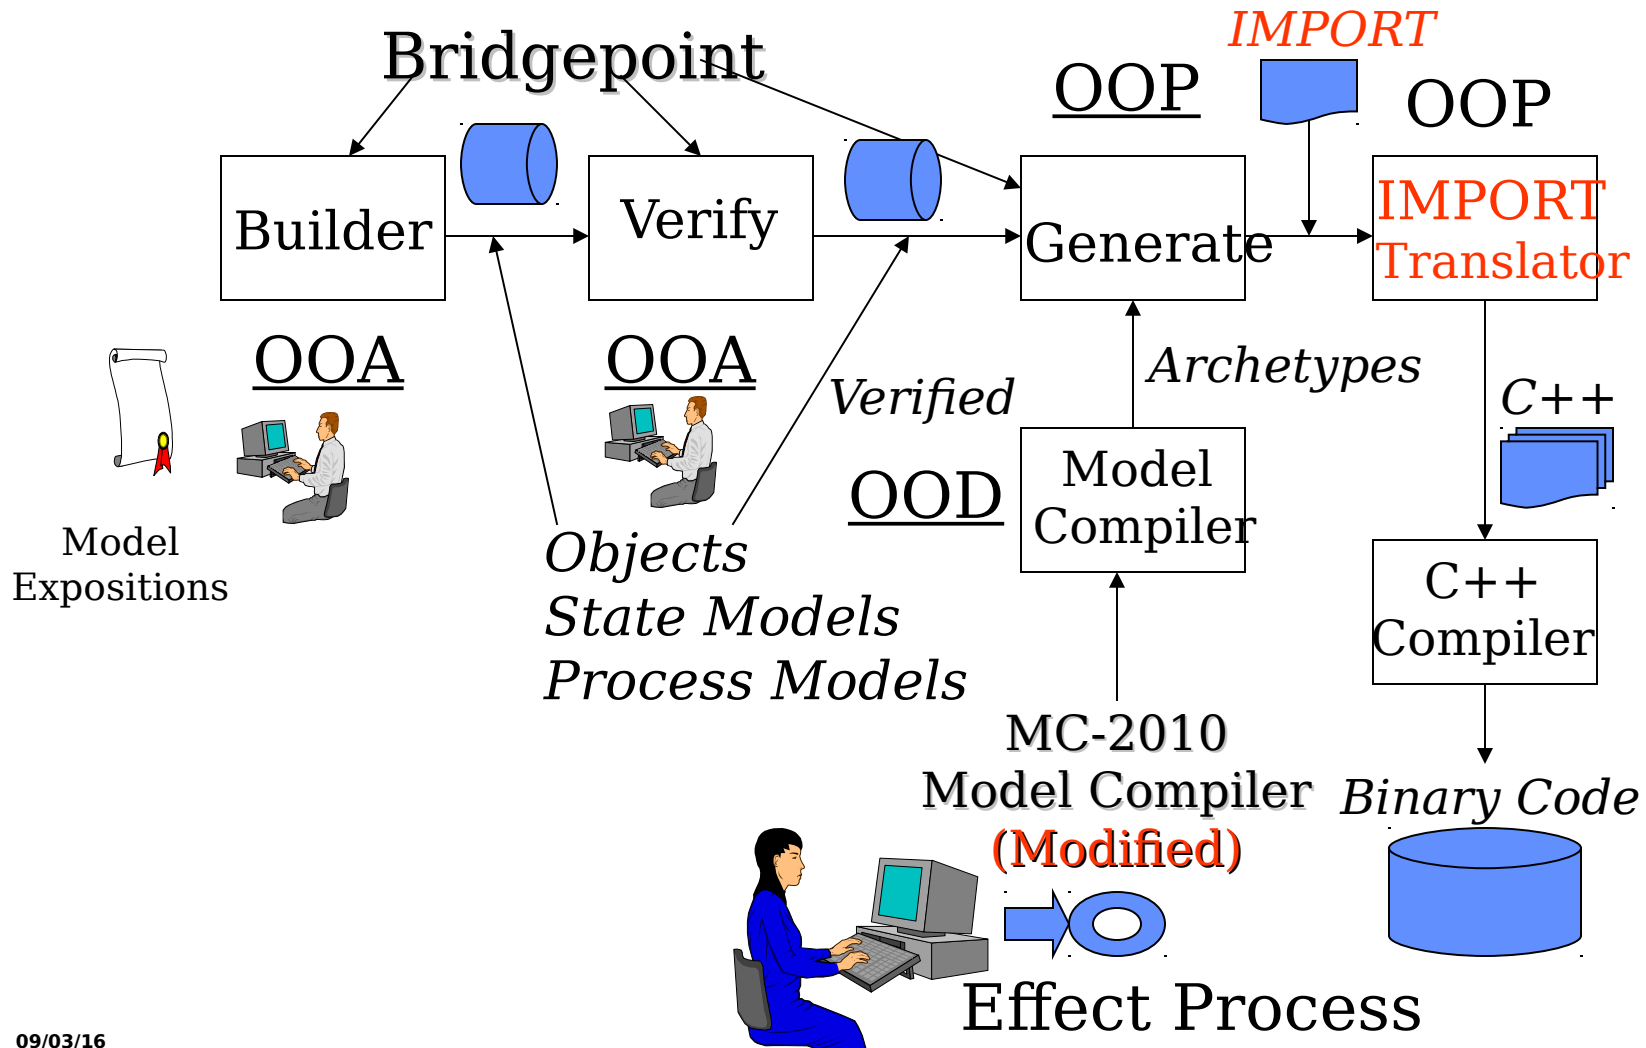 Bridgepoint
IMPORT
OOP
OOP
Builder
Verify
Generate
IMPORT
Translator
OOA
OOA
Verified
Archetypes
C++
OOD
Model
Compiler
Model
Expositions
Objects
State Models
Process Models
C++
Compiler
MC-2010
Model Compiler
(Modified)
Binary Code
Effect Process
09/03/16